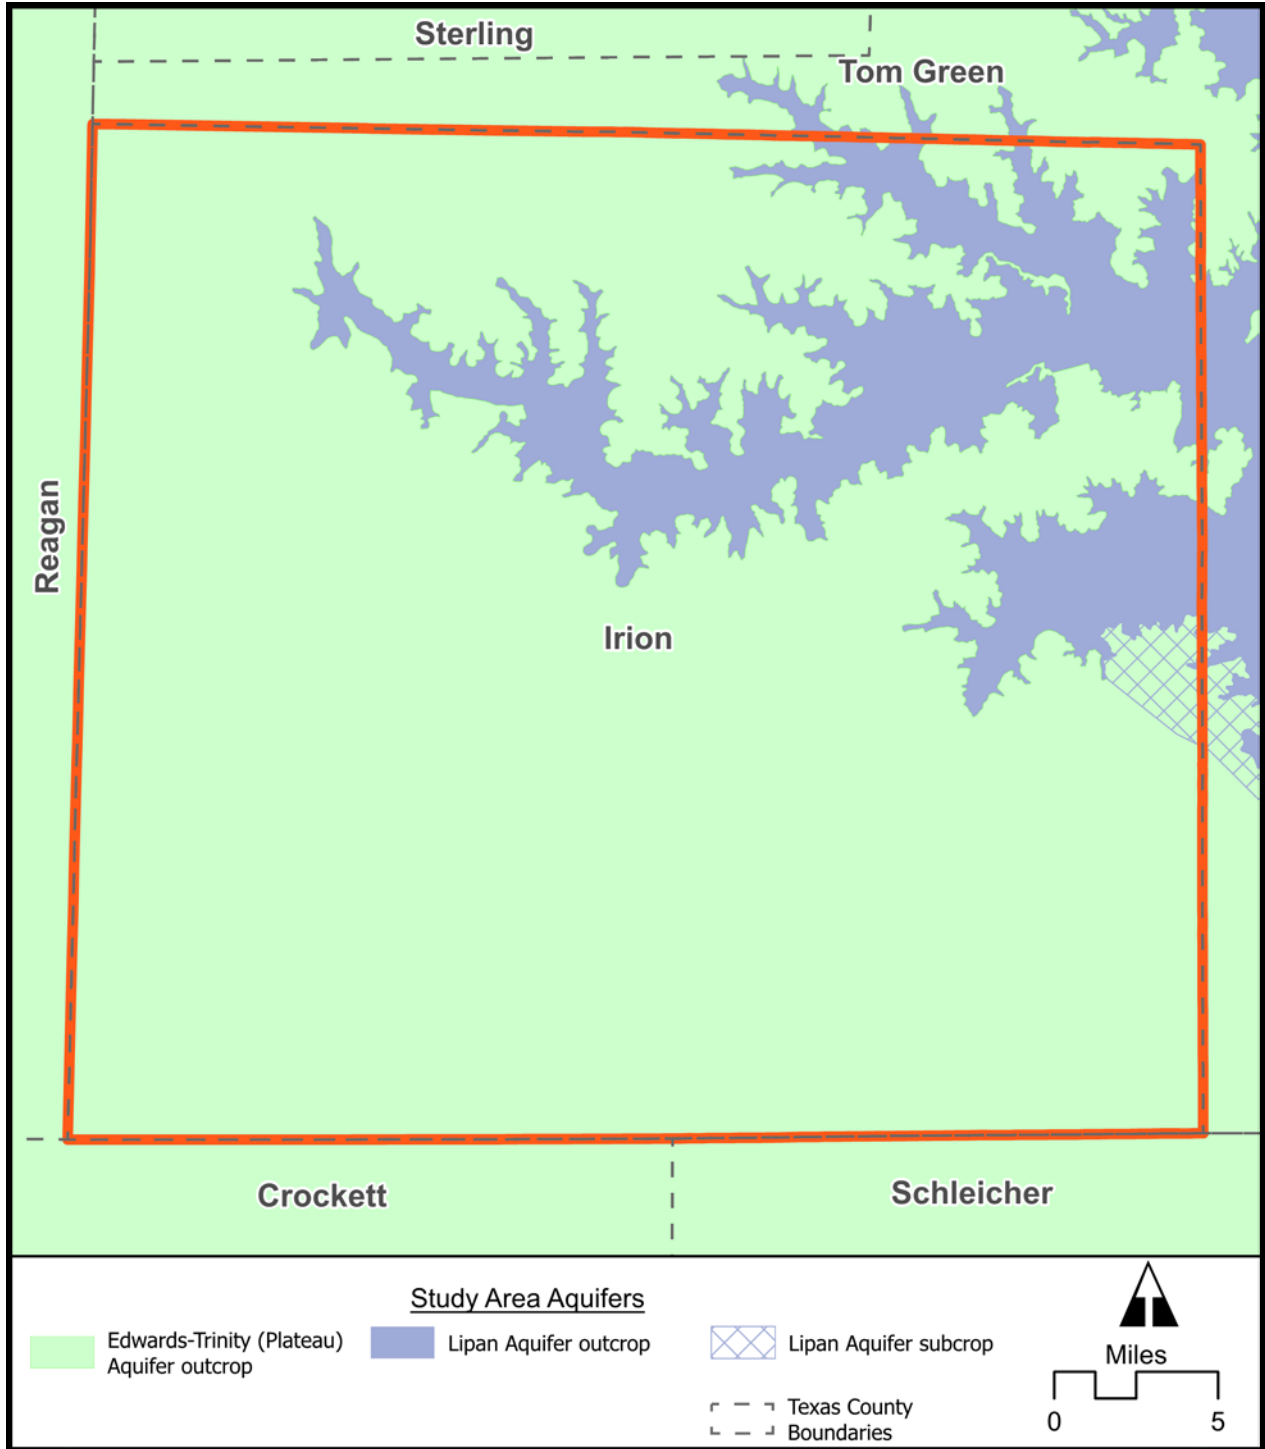 Sterling
Tom Green
Reagan
Irion
Crockett
Schleicher
Study Area Aquifers
Edwards-Trinity (Plateau)
Aquifer outcrop
Lipan Aquifer outcrop
Lipan Aquifer subcrop
Texas County
Boundaries
Miles
0 5